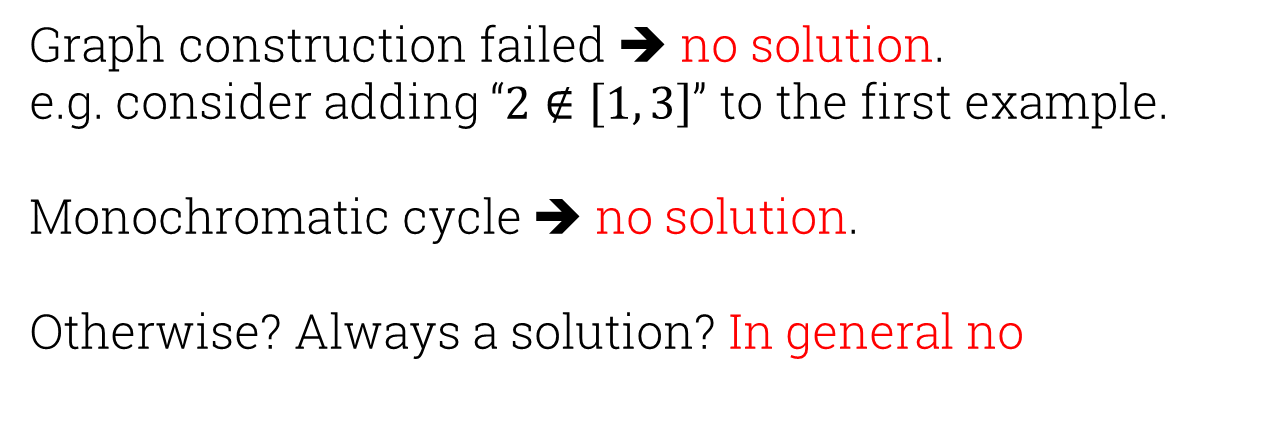 Graph construction failed ➔ no solution.
e.g. consider adding “2 ∉ [1, 3]” to the first example.
Monochromatic cycle ➔ no solution.
Otherwise? Always a solution? In general no